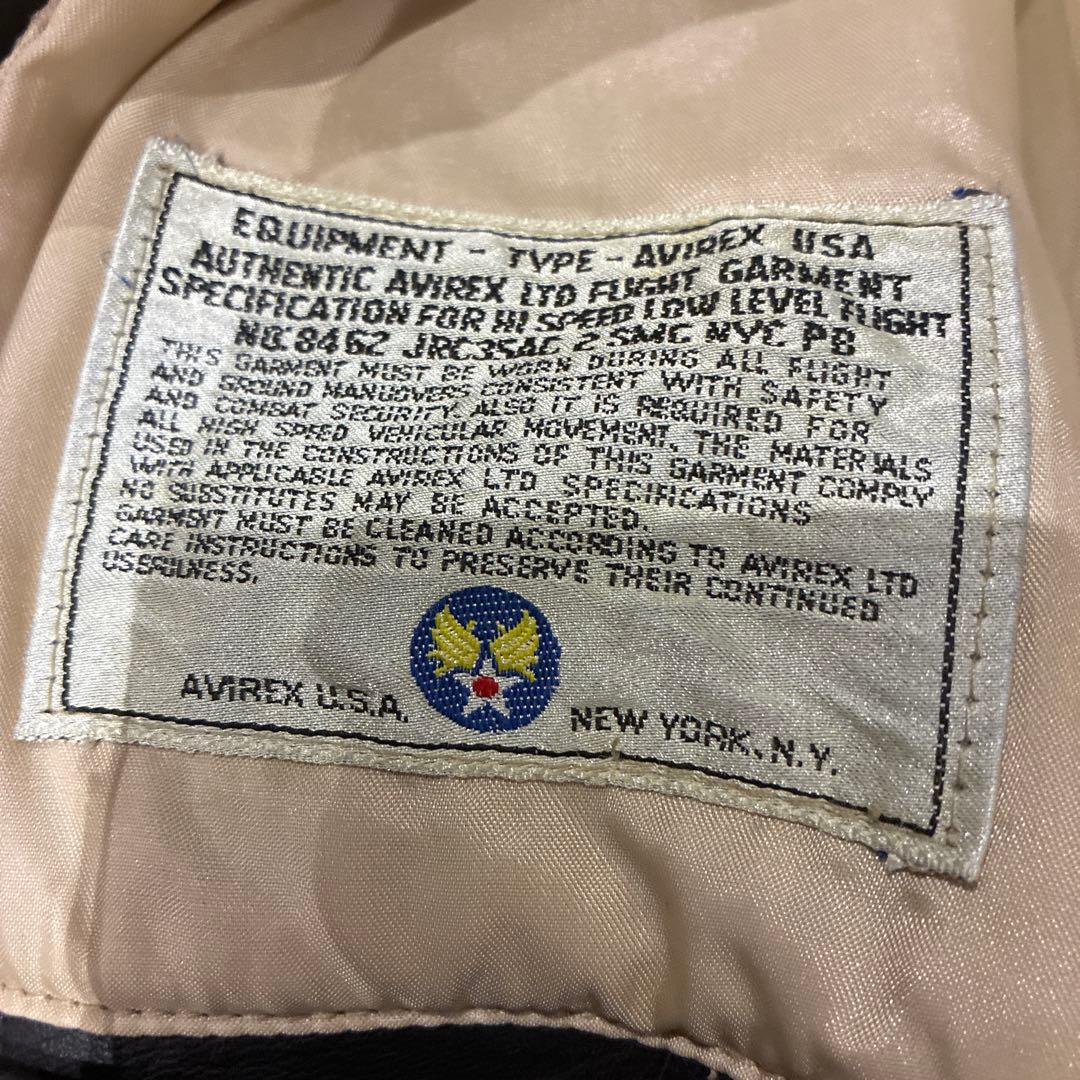 EQUIPMENT - TYPE - AVIREX USA
AUTHENTIC AVIREX LTD FLIGHT GARMENT
SPECIFICATION FOR HI SPEED LOW LEVEL FLIGHT
NO. 8462 JRC35AC 2 SMC NYC PB
THIS GARMENT MUST BE WORN DURING ALL FLIGHT
AND GROUND MANUOVERS CONSISTENT WITH SAFETY
AND COMBAT SECURITY. ALSO IT IS REQUIRED FOR
ALL HIGH SPEED VEHICULAR MOVEMENT. THE MATERIALS
USED IN THE CONSTRUCTIONS OF THIS GARMENT COMPLY
WITH APPLICABLE AVIREX LTD SPECIFICATIONS
NO SUBSTITUTES MAY BE ACCEPTED.
GARMENT MUST BE CLEANED ACCORDING TO AVIREX LTD
CARE INSTRUCTIONS TO PRESERVE THEIR CONTINUED
USEFULNESS.
AVIREX U.S.A. NEW YORK, N.Y.